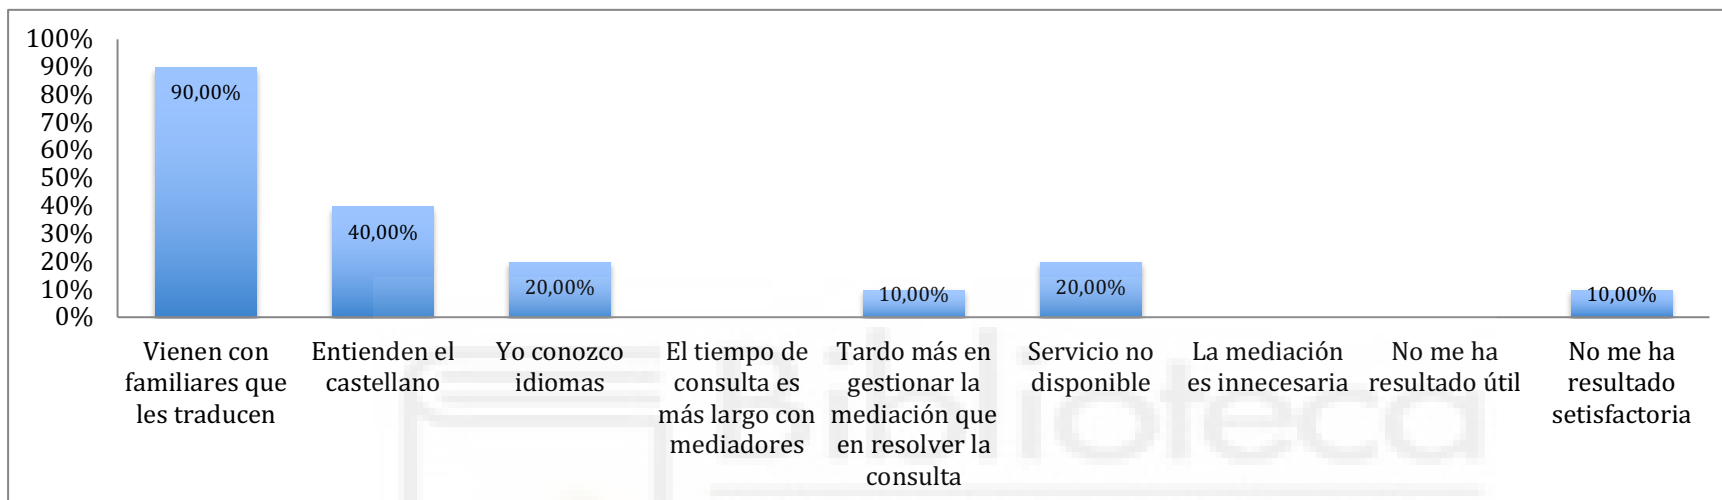 100%
90%
80%
70%
60%
50%
40%
30%
20%
10%
0%
90,00%
40,00%
20,00%
10,00%
20,00%
10,00%
Vienen con
familiares que
les traducen
Entienden el
castellano
Yo conozco
idiomas
El tiempo de
consulta es
más largo con
mediadores
Tardo más en
gestionar la
mediación que
en resolver la
consulta
Servicio no
disponible
La mediación
es innecesaria
No me ha
resultado útil
No me ha
resultado
setisfactoria
Biblioteca